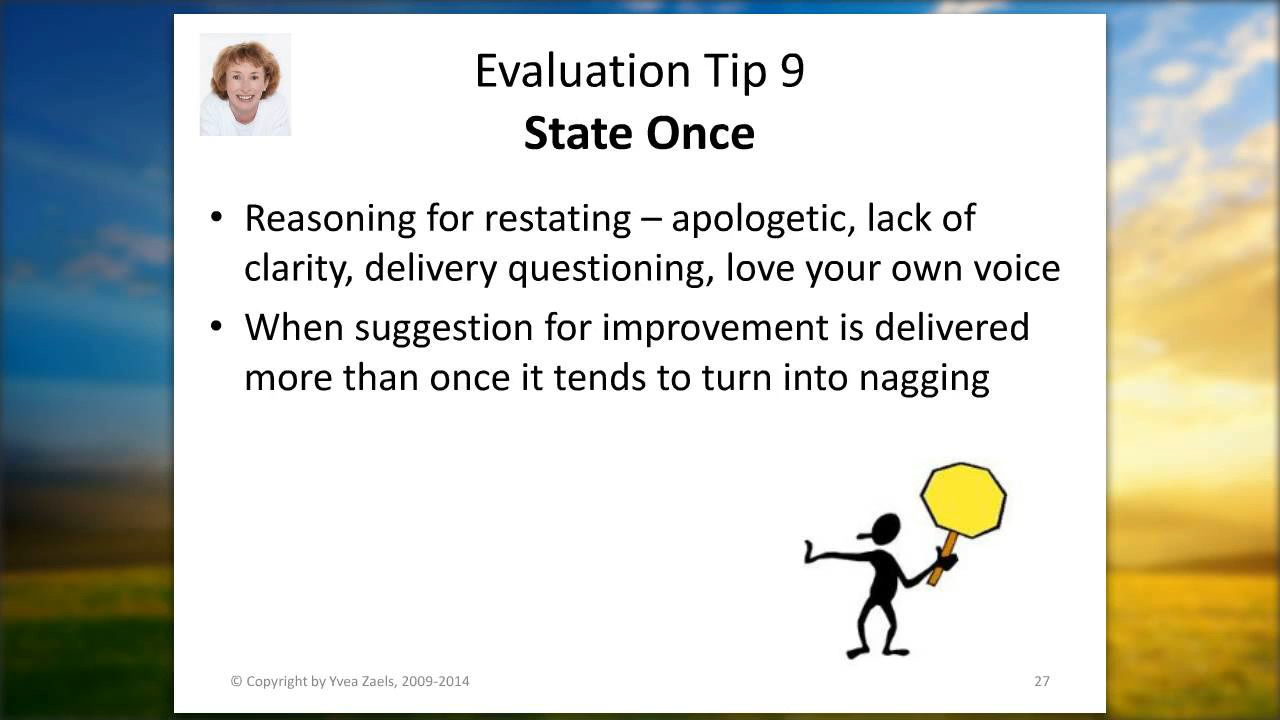 Evaluation Tip 9
State Once
• Reasoning for restating – apologetic, lack of
clarity, delivery questioning, love your own voice
• When suggestion for improvement is delivered
more than once it tends to turn into nagging
© Copyright by Yvea Zaels, 2009-2014
27